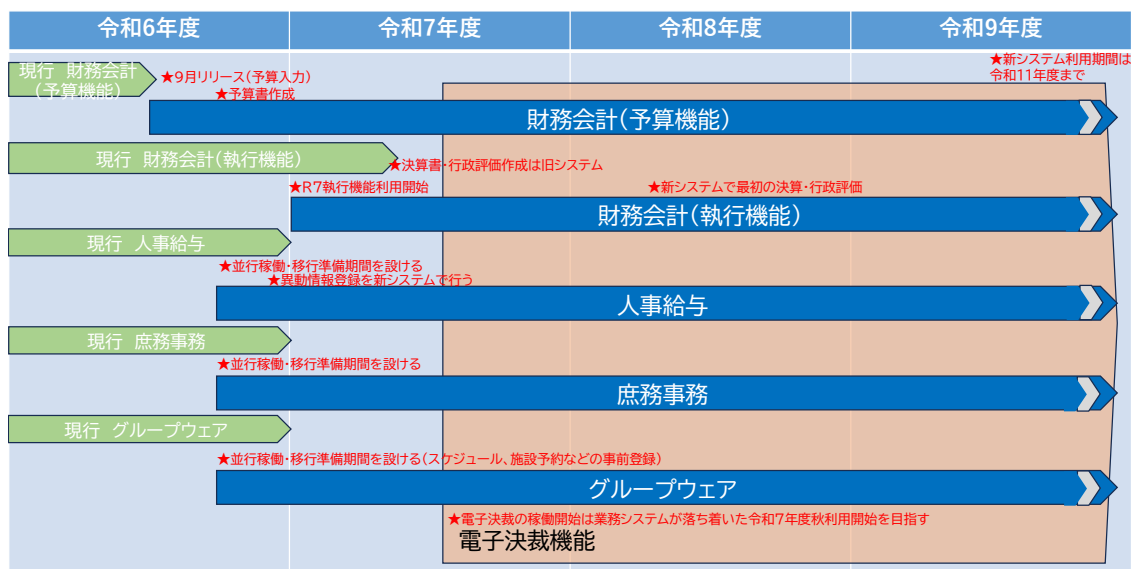 令和6年度
令和7年度
令和8年度
令和9年度
★新システム利用期間は
令和11年度まで
現行 財務会計
(予算機能)
★9月リリース(予算入力)
★予算書作成
財務会計(予算機能)
現行 財務会計(執行機能)
★決算書・行政評価作成は旧システム
★R7執行機能利用開始
★新システムで最初の決算・行政評価
財務会計(執行機能)
現行 人事給与
★並行稼働・移行準備期間を設ける
★異動情報登録を新システムで行う
人事給与
現行 庶務事務
★並行稼働・移行準備期間を設ける
庶務事務
現行 グループウェア
★並行稼働・移行準備期間を設ける(スケジュール、施設予約などの事前登録)
グループウェア
★電子決裁の稼働開始は業務システムが落ち着いた令和7年度秋利用開始を目指す
電子決裁機能